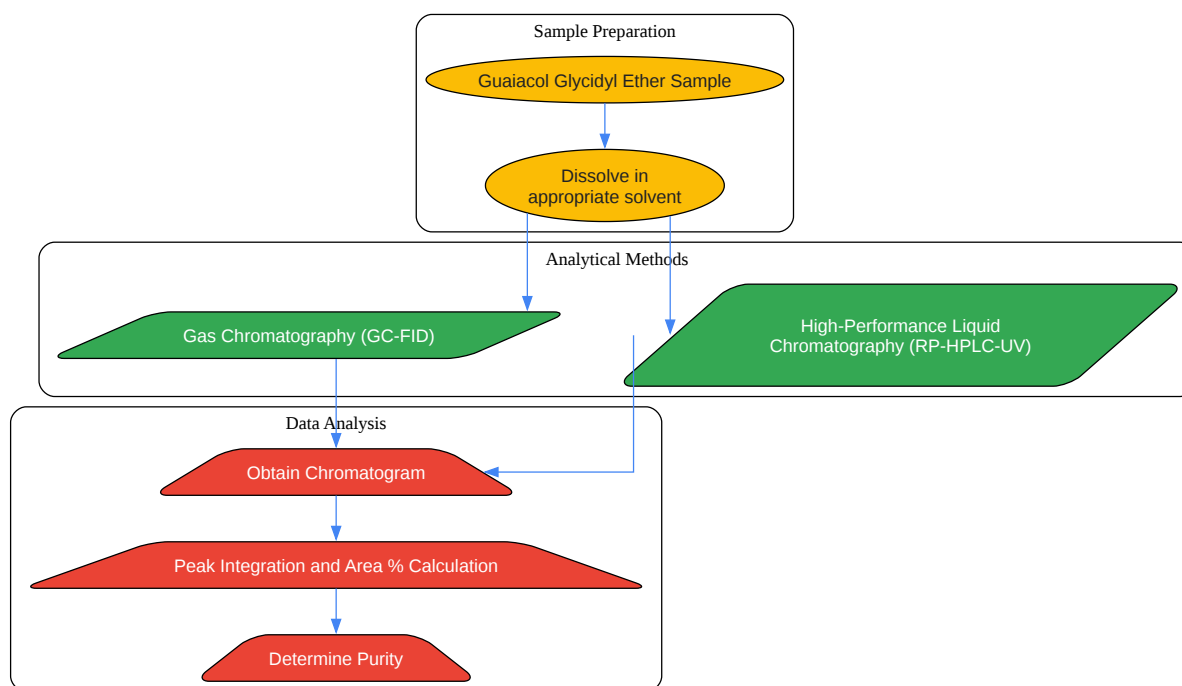 Sample Preparation
Guaiacol Glycidyl Ether Sample
Dissolve in
appropriate solvent
Analytical Methods
Gas Chromatography (GC-FID)
High-Performance Liquid
Chromatography (RP-HPLC-UV)
Data Analysis
Obtain Chromatogram
Peak Integration and Area % Calculation
Determine Purity